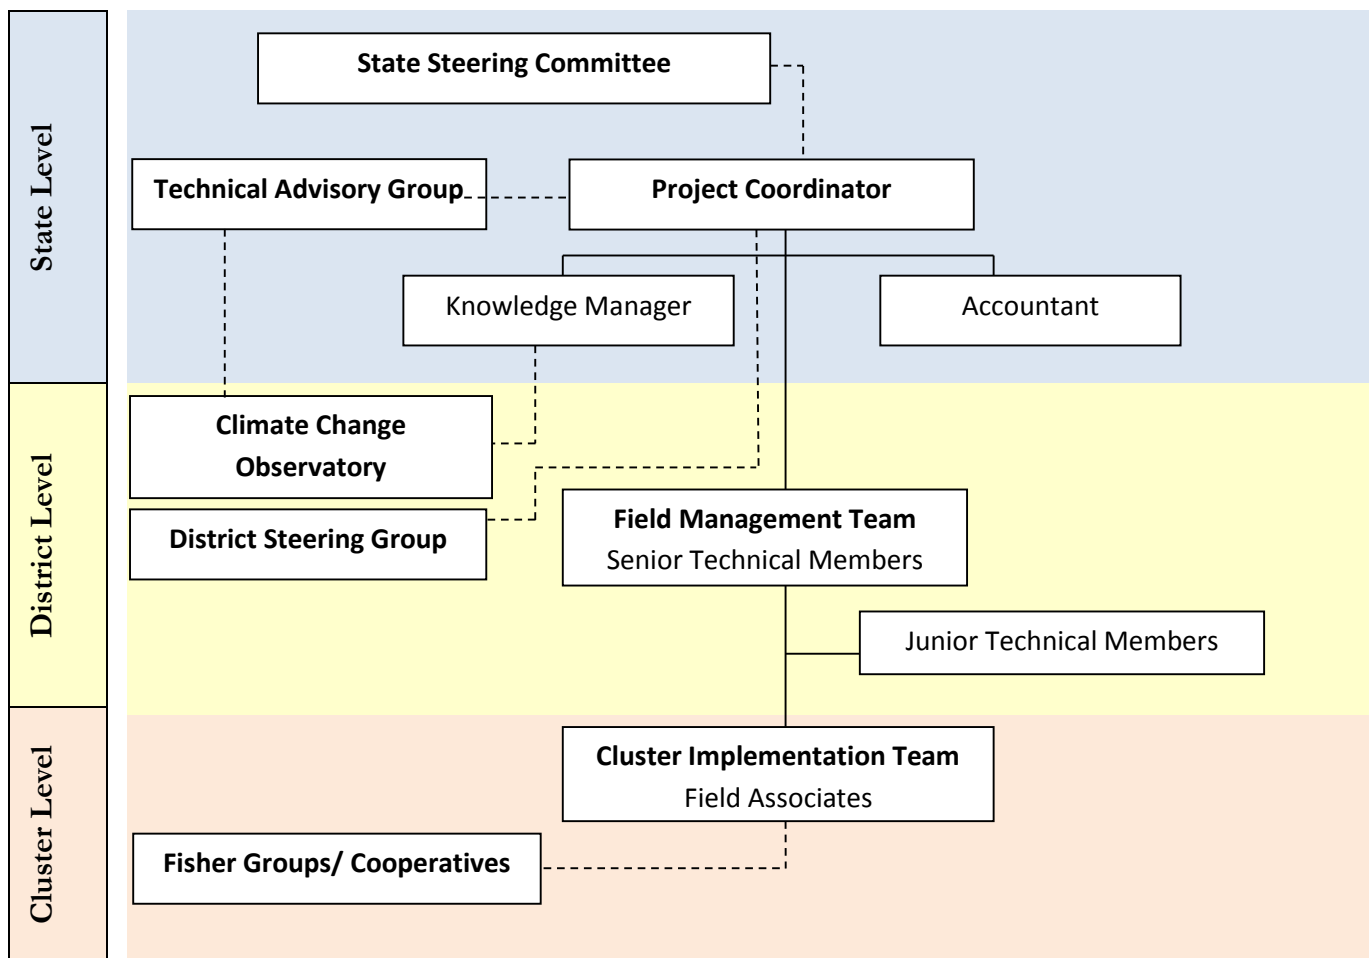 State Level
State Steering Committee
Technical Advisory Group
Project Coordinator
Knowledge Manager
Accountant
District Level
Climate Change
Observatory
District Steering Group
Field Management Team
Senior Technical Members
Junior Technical Members
Cluster Level
Cluster Implementation Team
Field Associates
Fisher Groups/ Cooperatives